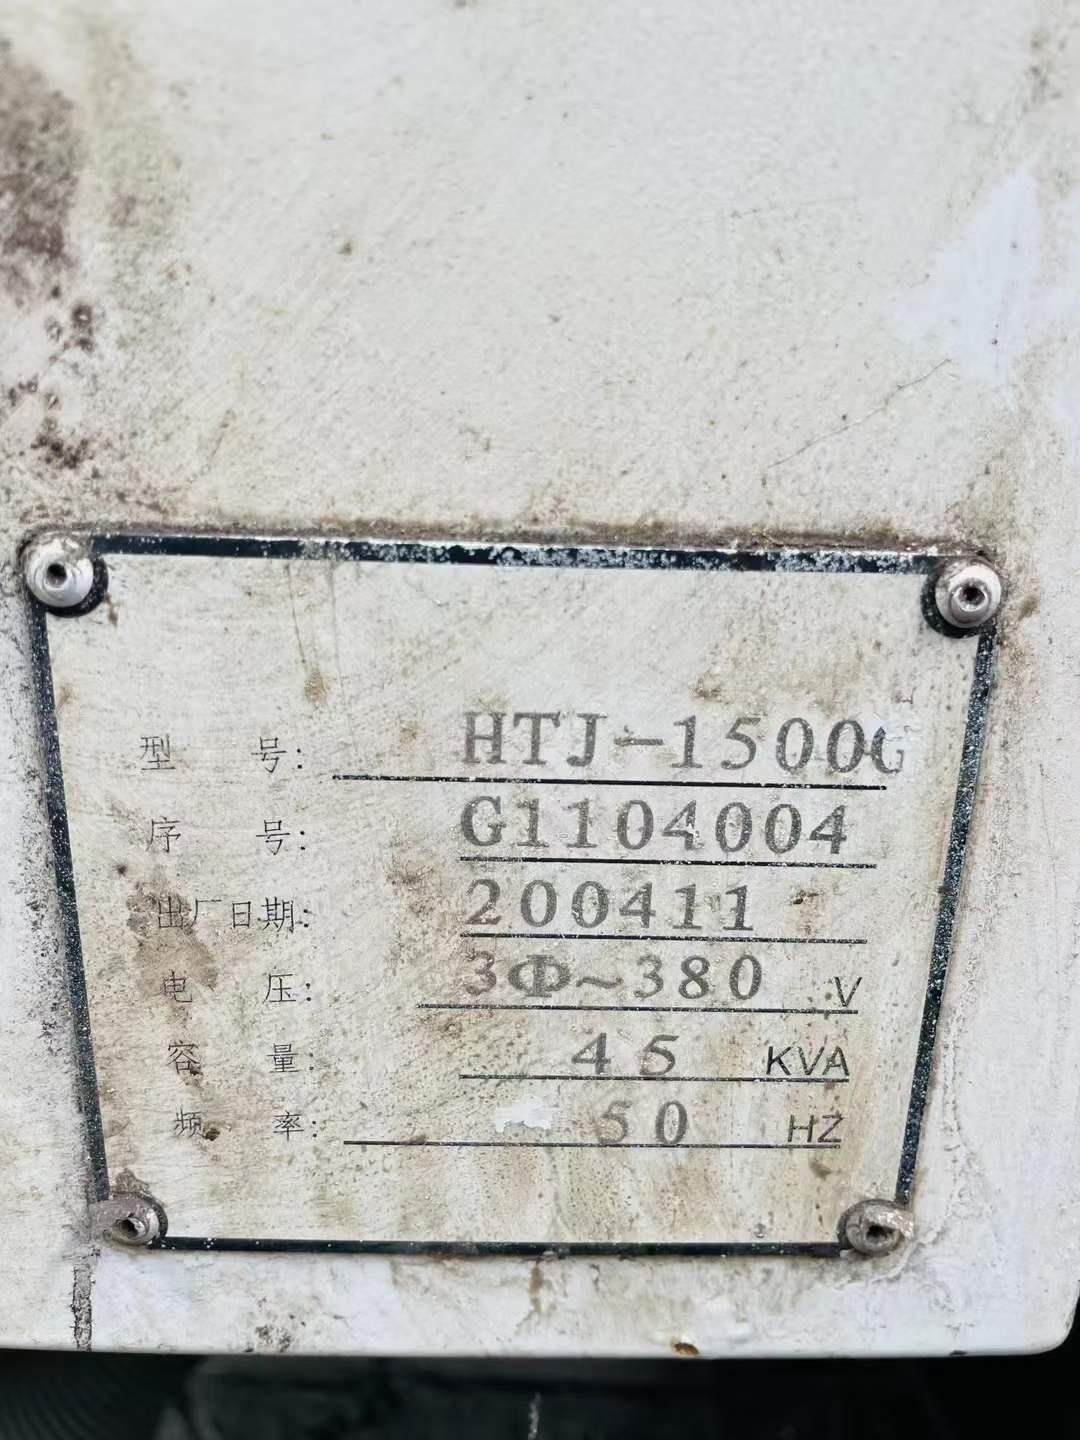 型 号: HTJ-1500G
序 号: G1104004
出厂日期: 200411
电 压: 3Φ~380 V
容 量: 45 KVA
频 率: 50 HZ